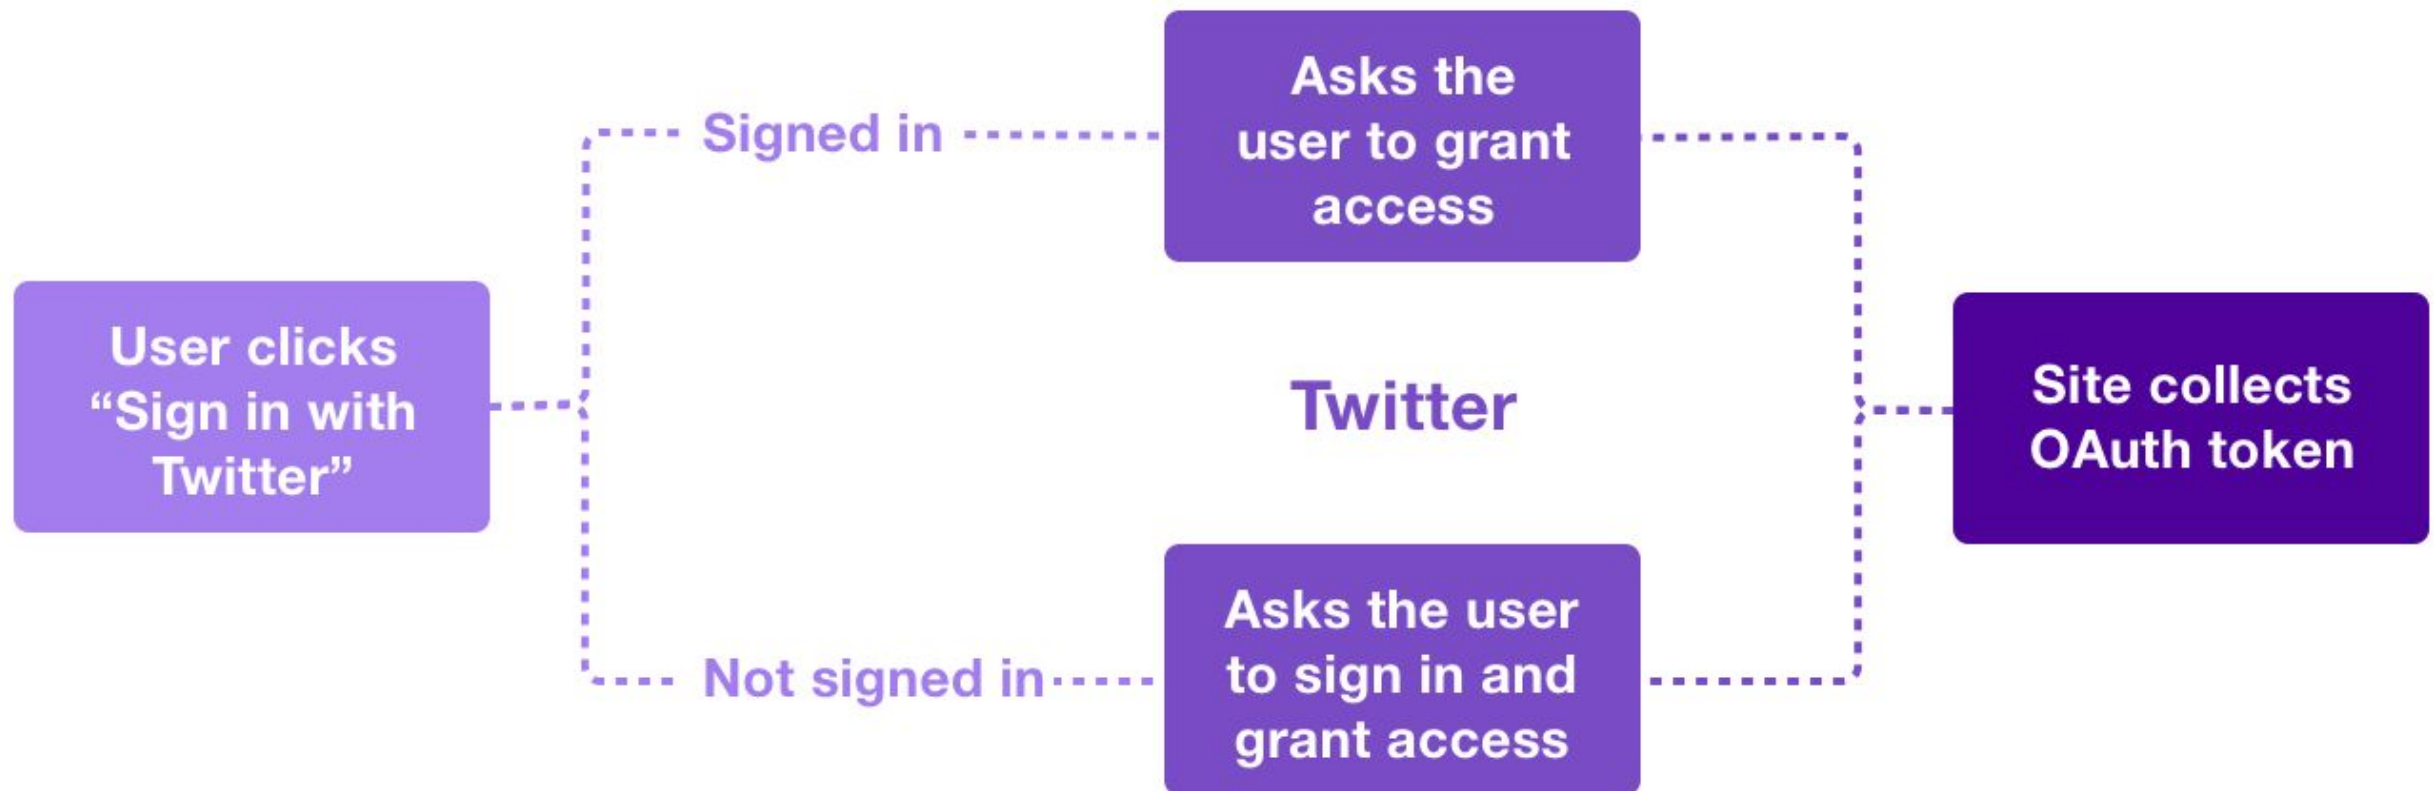 User clicks
“Sign in with
Twitter”
Signed in
Not signed in
Asks the
user to grant
access
Twitter
Asks the user
to sign in and
grant access
Site collects
OAuth token